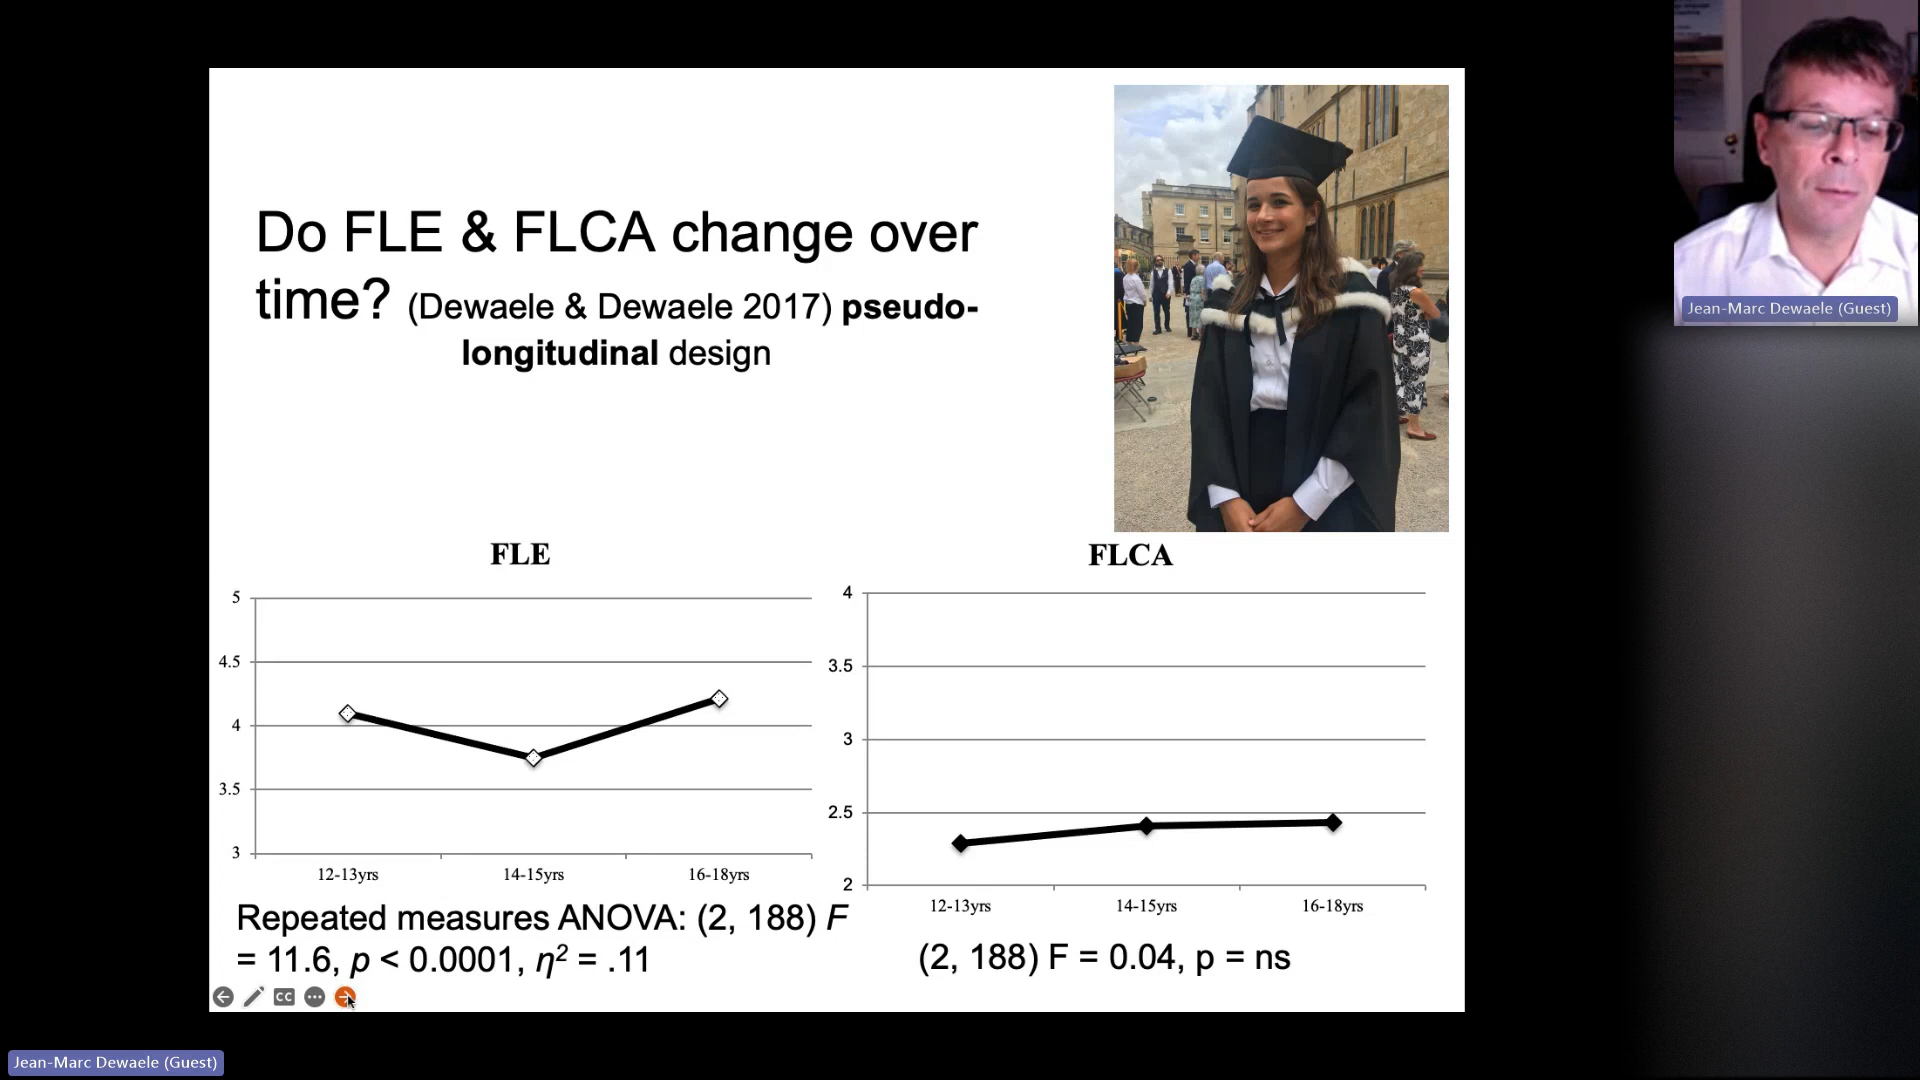 Do FLE & FLCA change over
time? (Dewaele & Dewaele 2017) pseudo-
longitudinal design
FLE
5
4.5
4
3.5
3
12-13yrs
14-15yrs
16-18yrs
Repeated measures ANOVA: (2, 188) F
= 11.6, p < 0.0001, η² = .11
FLCA
4
3.5
3
2.5
2
12-13yrs
14-15yrs
16-18yrs
(2, 188) F = 0.04, p = ns
CC
Jean-Marc Dewaele (Guest)
Jean-Marc Dewaele (Guest)